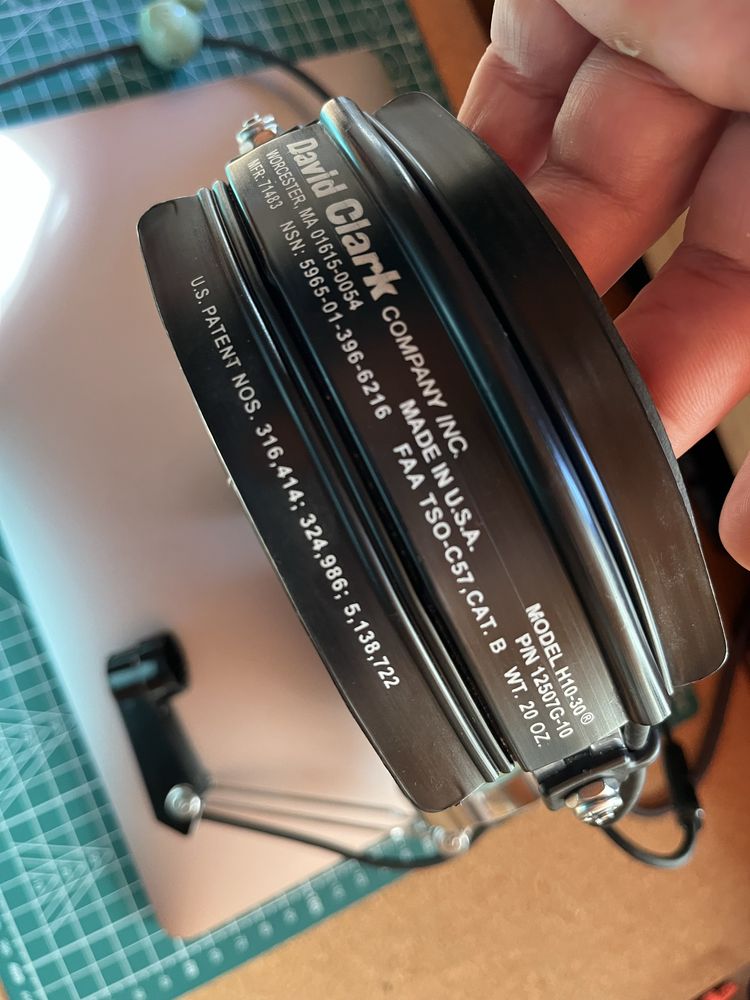 David Clark COMPANY INC.
WORCESTER, MA 01615-0054 MADE IN U.S.A.
MFR: 71483 NSN: 5965-01-396-6216 FAA TSO-C57,CAT. B WT. 20 OZ.
MODEL H10-30®
P/N 12507G-10
U.S. PATENT NOS. 316,414; 324,986; 5,138,722